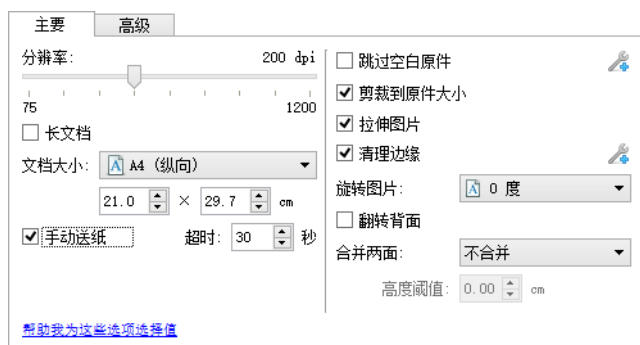 主要 高级
分辨率: 200 dpi
75 1200
长文档
文档大小: A4 (纵向)
21.0 × 29.7 cm
手动送纸 超时: 30 秒
帮助我为这些选项选择值
跳过空白原件
剪裁到原件大小
拉伸图片
清理边缘
旋转图片: 0 度
翻转背面
合并两面: 不合并
高度阈值: 0.00 cm